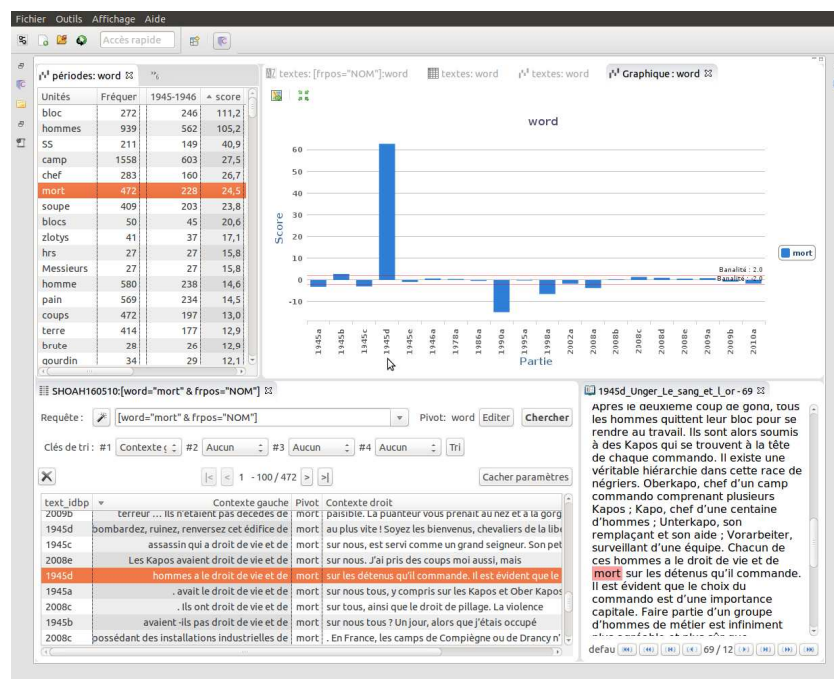 Fichier Outils Affichage Aide
Accès rapide
périodes: word
Unités Fréquer 1945-1946 score
bloc 272 246 111,2
hommes 939 562 105,2
SS 211 149 40,9
camp 1558 603 27,5
chef 283 160 26,7
mort 472 228 24,5
soupe 409 203 23,8
blocs 50 45 20,6
zlotys 41 37 17,1
hrs 27 27 15,8
Messieurs 27 27 15,8
homme 580 238 14,6
pain 569 234 14,5
coups 472 197 13,0
terre 414 177 12,9
brute 28 26 12,9
gourdin 34 29 12,1
textes: [frpos="NOM"]:word textes: word textes: word Graphique : word
word
Score
60
50
40
30
20
10
0
-10
Banalité : 2.0
Banalité : -2.0
mort
1945a 1945b 1945c 1945d 1945e 1946a 1978a 1986a 1990a 1995a 1998a 2002a 2008a 2008b 2008c 2008d 2008e 2009a 2009b 2010a
Partie
SHOAH160510:[word="mort" & frpos="NOM"]
Requête : [word="mort" & frpos="NOM"] Pivot: word Editer Chercher
Clés de tri : #1 Contexte g #2 Aucun #3 Aucun #4 Aucun Tri
|< < 1 - 100 / 472 > >| Cacher paramètres
text_idbp Contexte gauche Pivot Contexte droit
2009b terreur ... Ils n'étaient pas décédés de mort paisible. La puanteur vous prenait au nez et à la gorg
1945d bombardez, ruinez, renversez cet édifice de mort au plus vite ! Soyez les bienvenus, chevaliers de la libe
1945c assassin qui a droit de vie et de mort sur nous, est servi comme un grand seigneur. Son pet
2008e Les Kapos avaient droit de vie et de mort sur nous. J'ai pris des coups moi aussi, mais
1945d hommes a le droit de vie et de mort sur les détenus qu'il commande. Il est évident que le
1945a . avait le droit de vie et de mort sur nous tous, y compris sur les Kapos et Ober Kapos
2008c . Ils ont droit de vie et de mort sur tous, ainsi que le droit de pillage. La violence
1945b avaient -ils pas droit de vie et de mort sur nous tous ? Un jour, alors que j'étais occupé
2008c possédant des installations industrielles de mort . En France, les camps de Compiègne ou de Drancy n'
1945d_Unger_Le_sang_et_l_or - 69
Après le deuxième coup de gond, tous
les hommes quittent leur bloc pour se
rendre au travail. Ils sont alors soumis
à des Kapos qui se trouvent à la tête
de chaque commando. Il existe une
véritable hiérarchie dans cette race de
négriers. Oberkapo, chef d'un camp
commando comprenant plusieurs
Kapos ; Kapo, chef d'une centaine
d'hommes ; Unterkapo, son
remplaçant et son aide ; Vorarbeiter,
surveillant d'une équipe. Chacun de
ces hommes a le droit de vie et de
mort sur les détenus qu'il commande.
Il est évident que le choix du
commando est d'une importance
capitale. Faire partie d'un groupe
d'hommes de métier est infiniment
defau 69 / 12